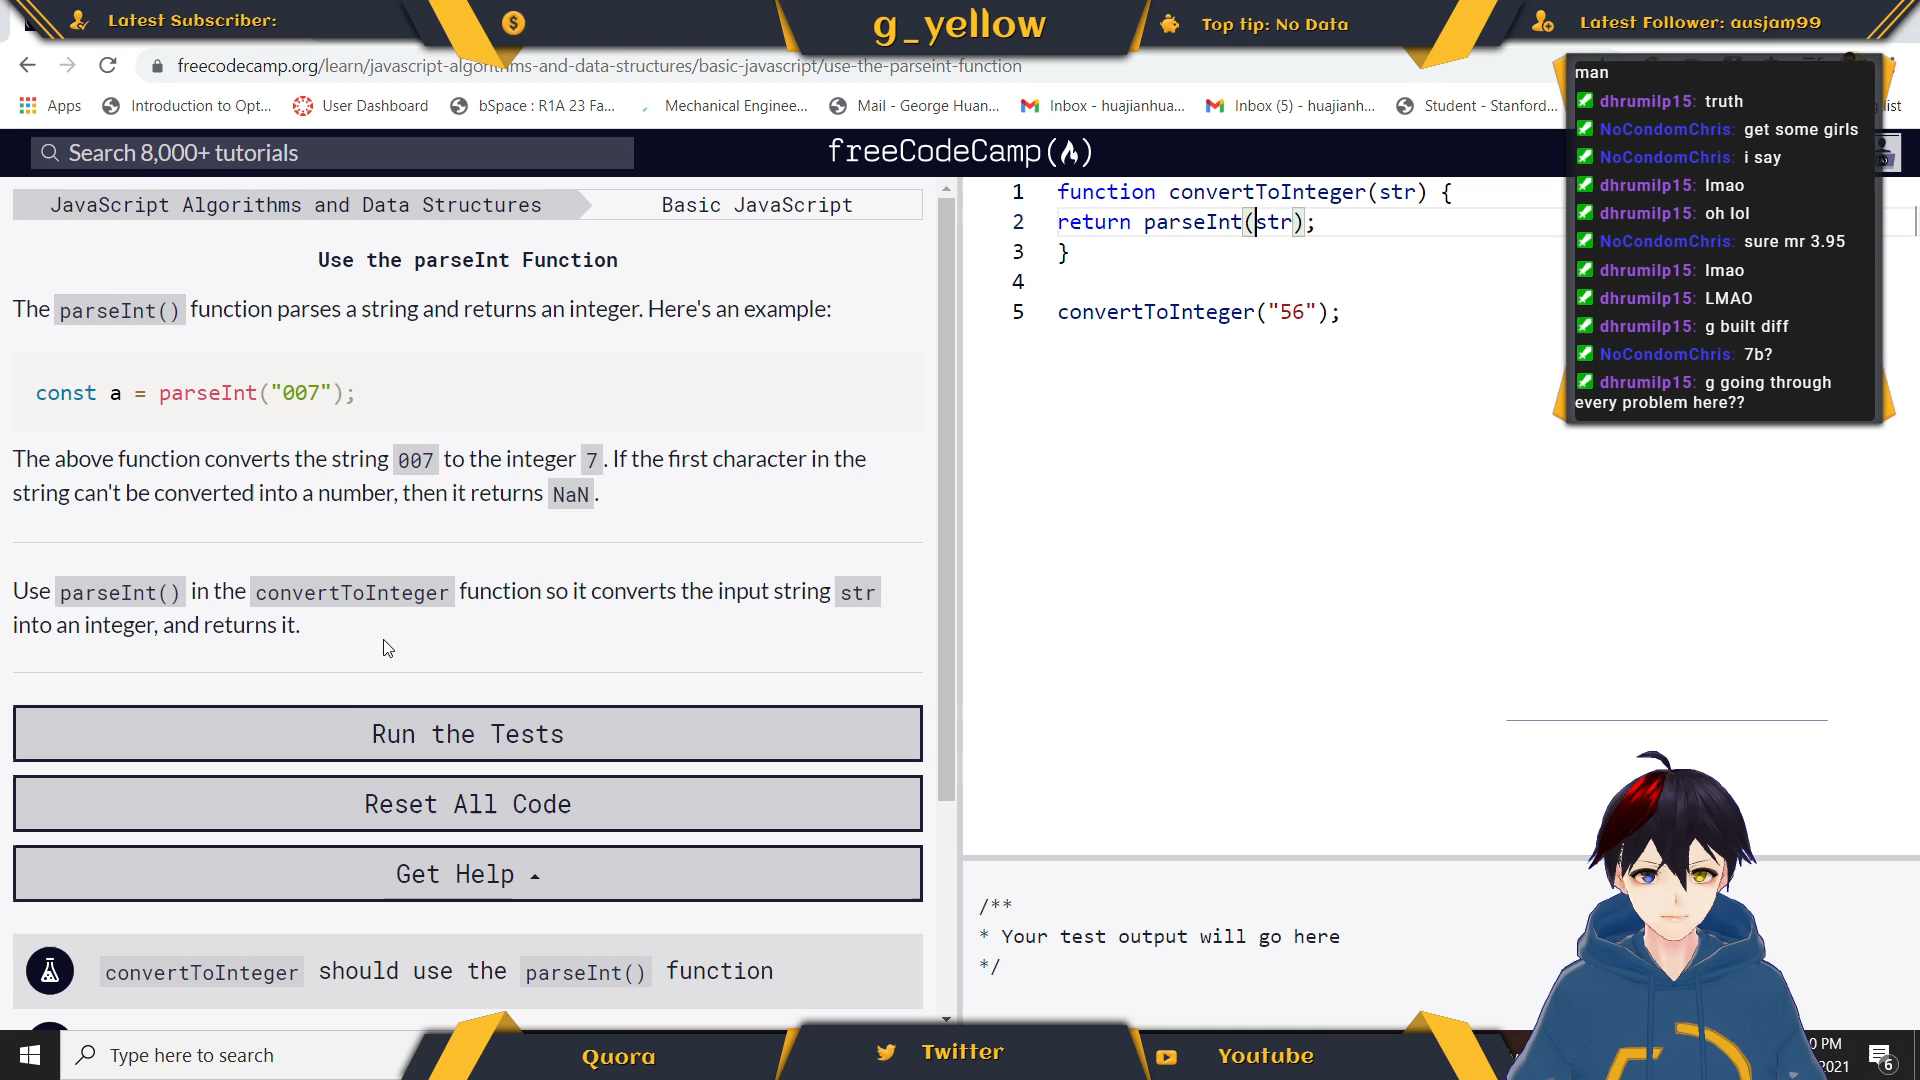 Latest Subscriber:
g_yellow
Top tip: No Data
Latest Follower: ausjam99
freecodecamp.org/learn/javascript-algorithms-and-data-structures/basic-javascript/use-the-parseint-function
Apps
Introduction to Opt...
User Dashboard
bSpace : R1A 23 Fa...
Mechanical Enginee...
Mail - George Huan...
Inbox - huajianhua...
Inbox (5) - huajianh...
Student - Stanford...
Search 8,000+ tutorials
freeCodeCamp
JavaScript Algorithms and Data Structures
Basic JavaScript
Use the parseInt Function
The parseInt() function parses a string and returns an integer. Here's an example:
const a = parseInt("007");
The above function converts the string 007 to the integer 7. If the first character in the
string can't be converted into a number, then it returns NaN.
Use parseInt() in the convertToInteger function so it converts the input string str
into an integer, and returns it.
Run the Tests
Reset All Code
Get Help
convertToInteger should use the parseInt() function
1 function convertToInteger(str) {
2 return parseInt(str);
3 }
4
5 convertToInteger("56");
/**
* Your test output will go here
*/
man
dhrumilp15: truth
NoCondomChris: get some girls
NoCondomChris: i say
dhrumilp15: lmao
dhrumilp15: oh lol
NoCondomChris: sure mr 3.95
dhrumilp15: lmao
dhrumilp15: LMAO
dhrumilp15: g built diff
NoCondomChris: 7b?
dhrumilp15: g going through
every problem here??
Type here to search
Quora
Twitter
Youtube
0 PM
2021
6